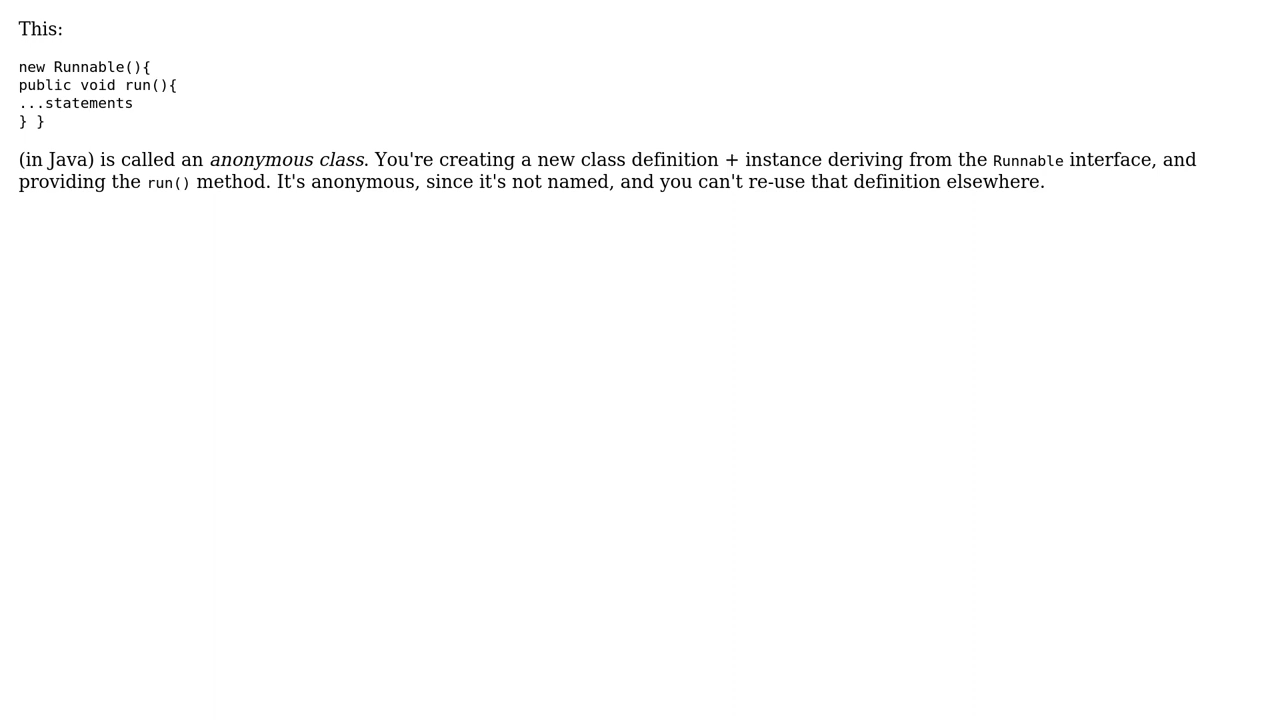 This:
new Runnable(){
public void run(){
...statements
} }
(in Java) is called an anonymous class. You're creating a new class definition + instance deriving from the Runnable interface, and
providing the run() method. It's anonymous, since it's not named, and you can't re-use that definition elsewhere.